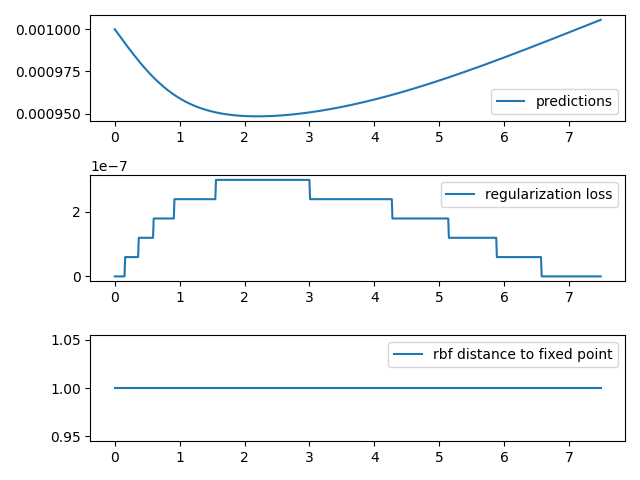 0.001000
0.000975
0.000950
predictions
0 1 2 3 4 5 6 7
1e−7
2
0
regularization loss
0 1 2 3 4 5 6 7
1.05
1.00
0.95
rbf distance to fixed point
0 1 2 3 4 5 6 7